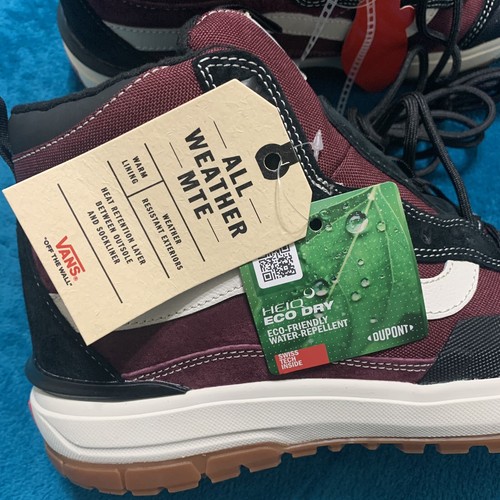 ALL
WEATHER
MTE
WARM
LINING
WEATHER
RESISTANT EXTERIORS
HEAT RETENTION LAYER
BETWEEN OUTSOLE
AND SOCKLINER
VANS
"OFF THE WALL"
HEIQ
ECO DRY
ECO-FRIENDLY
WATER-REPELLENT
SWISS
TECH
INSIDE
DUPONT